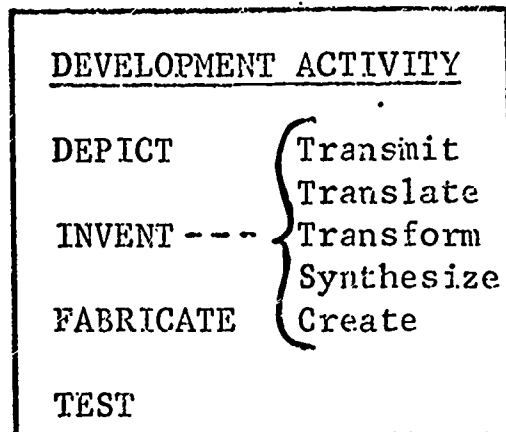 DEVELOPMENT ACTIVITY
DEPICT
INVENT ---
FABRICATE
TEST
Transmit
Translate
Transform
Synthesize
Create